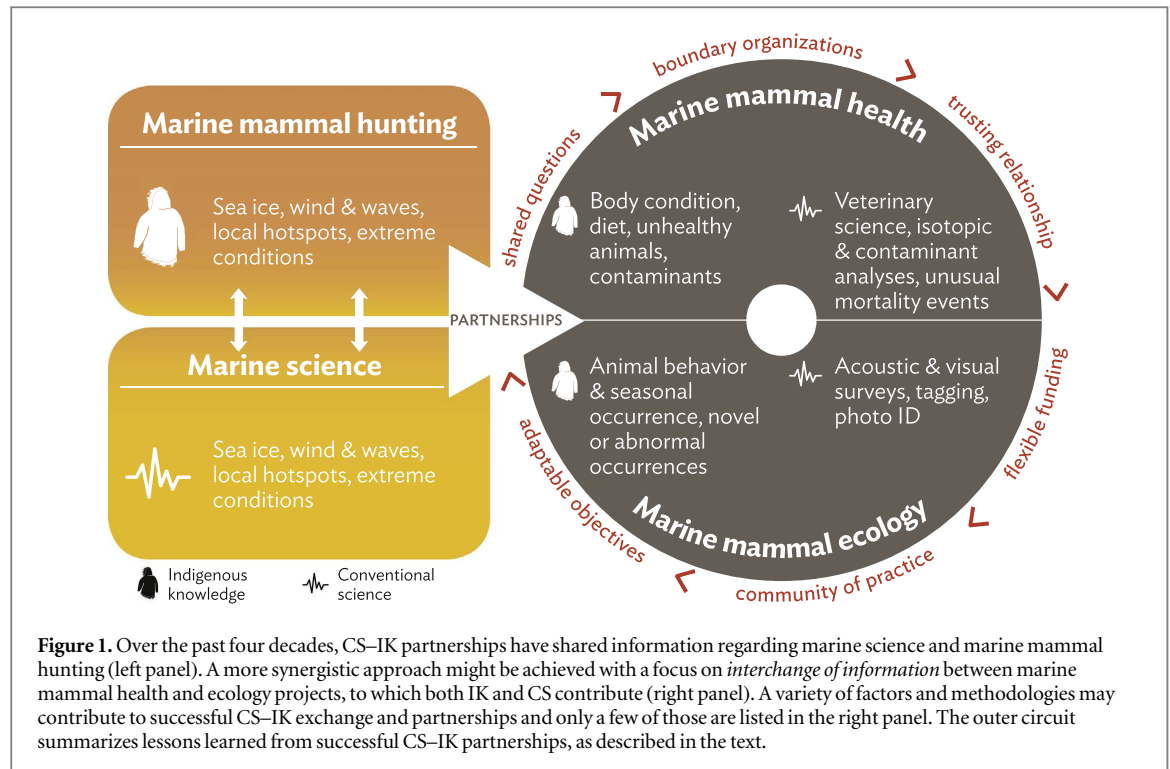 Marine mammal hunting
Sea ice, wind & waves,
local hotspots, extreme
conditions
Marine science
Sea ice, wind & waves,
local hotspots, extreme
conditions
PARTNERSHIPS
shared questions
boundary organizations
trusting relationship
flexible funding
community of practice
adaptable objectives
Marine mammal health
Body condition,
diet, unhealthy
animals,
contaminants
Veterinary
science, isotopic
& contaminant
analyses, unusual
mortality events
Animal behavior
& seasonal
occurrence, novel
or abnormal
occurrences
Acoustic & visual
surveys, tagging,
photo ID
Marine mammal ecology
Indigenous
knowledge
Conventional
science
Figure 1. Over the past four decades, CS–IK partnerships have shared information regarding marine science and marine mammal
hunting (left panel). A more synergistic approach might be achieved with a focus on interchange of information between marine
mammal health and ecology projects, to which both IK and CS contribute (right panel). A variety of factors and methodologies may
contribute to successful CS–IK exchange and partnerships and only a few of those are listed in the right panel. The outer circuit
summarizes lessons learned from successful CS–IK partnerships, as described in the text.